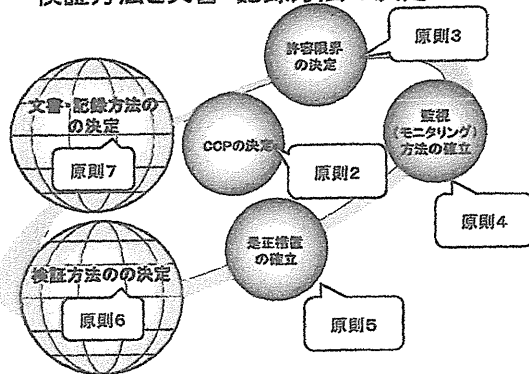 許容限界
の決定
原則3
文書・記録方法の
の決定
原則7
CCPの決定
原則2
監視
(モニタリング)
方法の確立
原則4
是正措置
の確立
原則5
検証方法のの決定
原則6